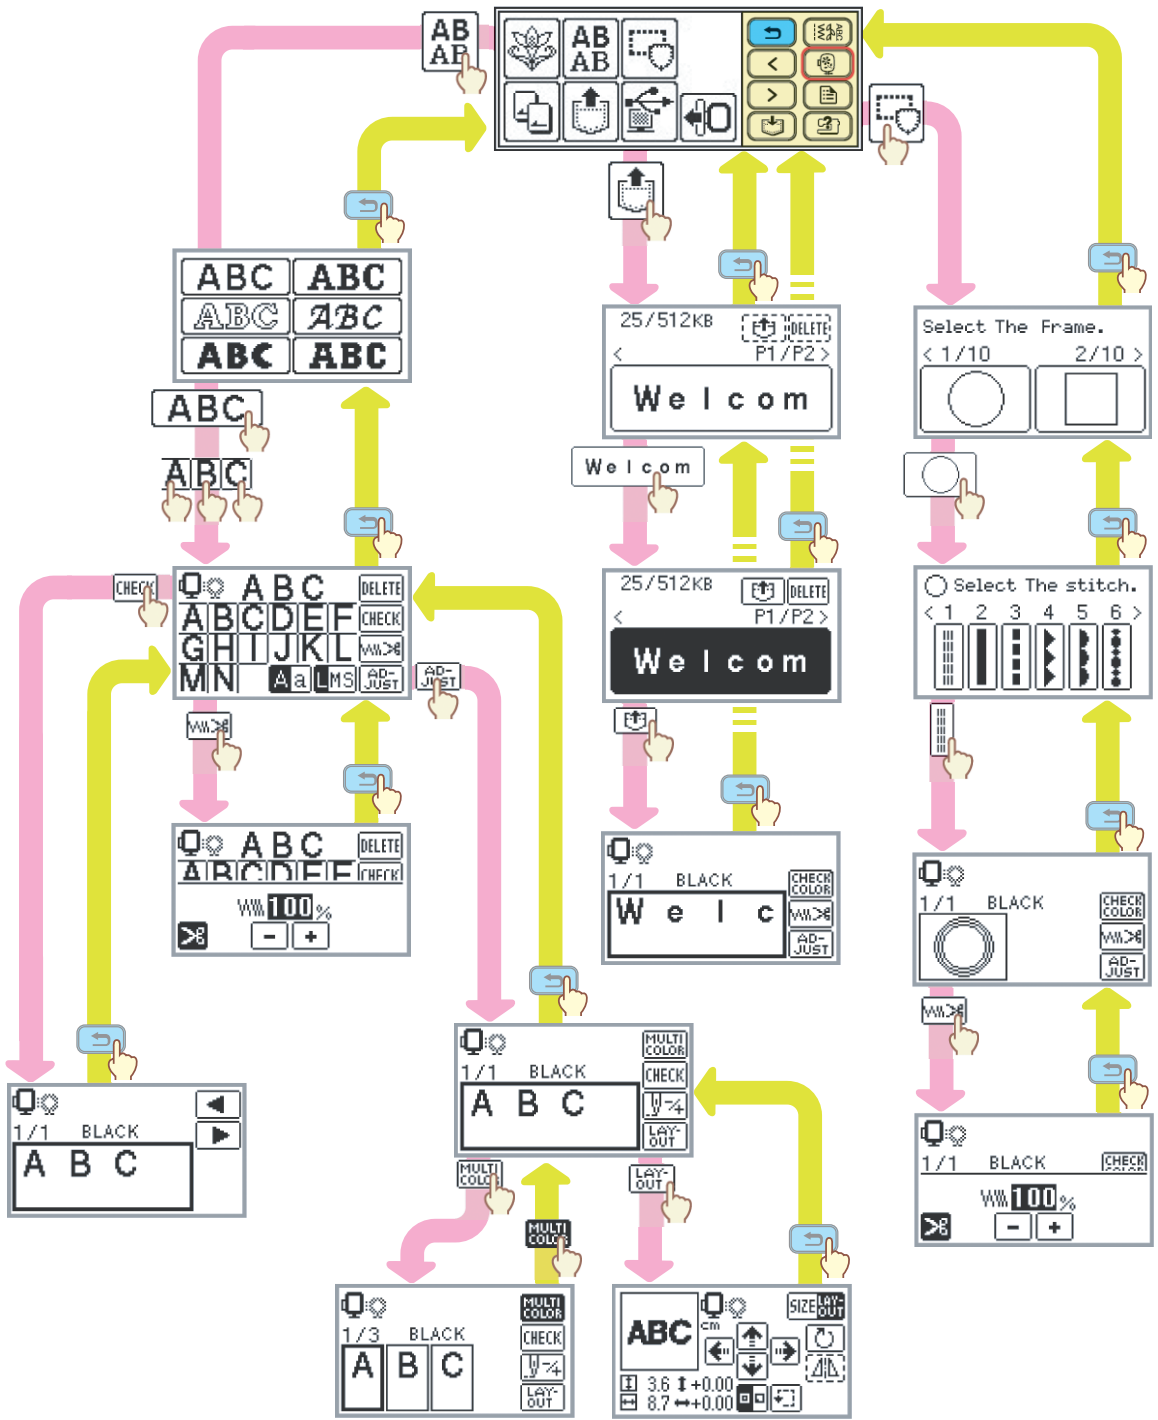 AB
AB
AB
AB
ABC
ABC ABC
ABC ABC
ABC ABC
ABC
ABC
ABC DELETE
ABCDEF CHECK
GHIJKL
MN Aa LMS AD-JUST
CHECK
AD-JUST
ABC DELETE
ABCDEF CHECK
100%
- +
1/1 BLACK
A B C
MULTI COLOR
1/1 BLACK CHECK
A B C
LAY-OUT
MULTI COLOR
LAY-OUT
MULTI COLOR
MULTI COLOR
1/3 BLACK CHECK
A B C
LAY-OUT
SIZE LAY-OUT
ABC cm
3.6 +0.00
8.7 +0.00
25/512KB DELETE
< P1/P2 >
Welcom
Welcom
25/512KB DELETE
< P1/P2 >
Welcom
1/1 BLACK CHECK COLOR
W e l c
AD-JUST
Select The Frame.
< 1/10 2/10 >
Select The stitch.
< 1 2 3 4 5 6 >
1/1 BLACK CHECK COLOR
AD-JUST
1/1 BLACK CHECK
100%
- +